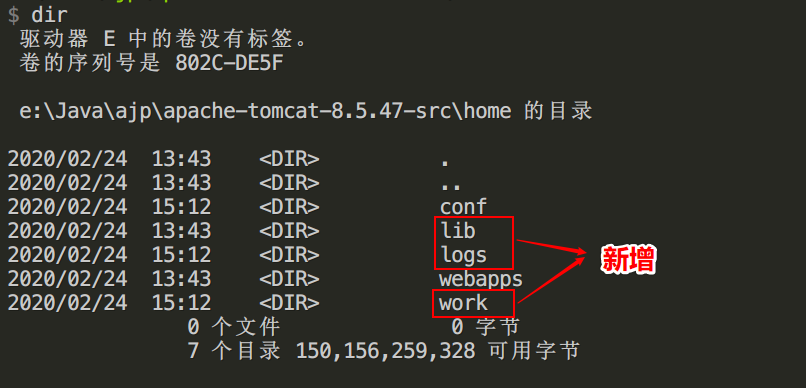 $ dir
驱动器 E 中的卷没有标签。
卷的序列号是 802C-DE5F
e:\Java\ajp\apache-tomcat-8.5.47-src\home 的目录
2020/02/24 13:43 <DIR> .
2020/02/24 13:43 <DIR> ..
2020/02/24 15:12 <DIR> conf
2020/02/24 13:43 <DIR> lib
2020/02/24 15:12 <DIR> logs
新增
2020/02/24 13:43 <DIR> webapps
2020/02/24 15:12 <DIR> work
0 个文件 0 字节
7 个目录 150,156,259,328 可用字节